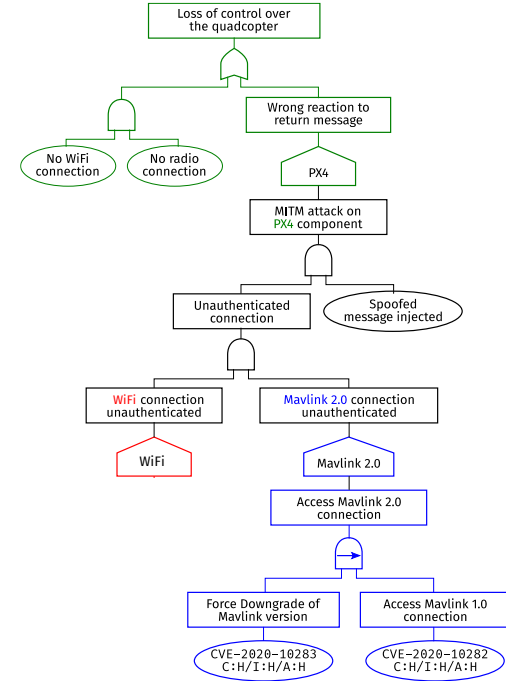 Loss of control over
the quadcopter
Wrong reaction to
return message
No WiFi
connection
No radio
connection
PX4
MITM attack on
PX4 component
Unauthenticated
connection
Spoofed
message injected
WiFi connection
unauthenticated
Mavlink 2.0 connection
unauthenticated
WiFi
Mavlink 2.0
Access Mavlink 2.0
connection
Force Downgrade of
Mavlink version
Access Mavlink 1.0
connection
CVE–2020–10283
C:H/I:H/A:H
CVE–2020–10282
C:H/I:H/A:H